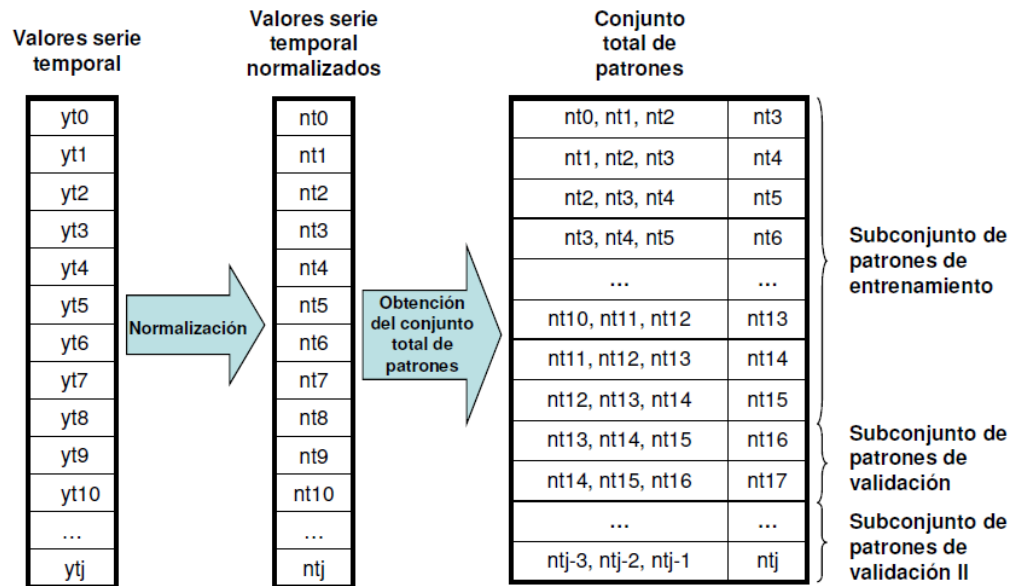 Valores serie
temporal
yt0
yt1
yt2
yt3
yt4
yt5
yt6
yt7
yt8
yt9
yt10
...
ytj
Normalización
Valores serie
temporal
normalizados
nt0
nt1
nt2
nt3
nt4
nt5
nt6
nt7
nt8
nt9
nt10
...
ntj
Obtención
del conjunto
total de
patrones
Conjunto
total de
patrones
nt0, nt1, nt2 nt3
nt1, nt2, nt3 nt4
nt2, nt3, nt4 nt5
nt3, nt4, nt5 nt6
... ...
nt10, nt11, nt12 nt13
nt11, nt12, nt13 nt14
nt12, nt13, nt14 nt15
nt13, nt14, nt15 nt16
nt14, nt15, nt16 nt17
... ...
ntj-3, ntj-2, ntj-1 ntj
Subconjunto de
patrones de
entrenamiento
Subconjunto de
patrones de
validación
Subconjunto de
patrones de
validación II